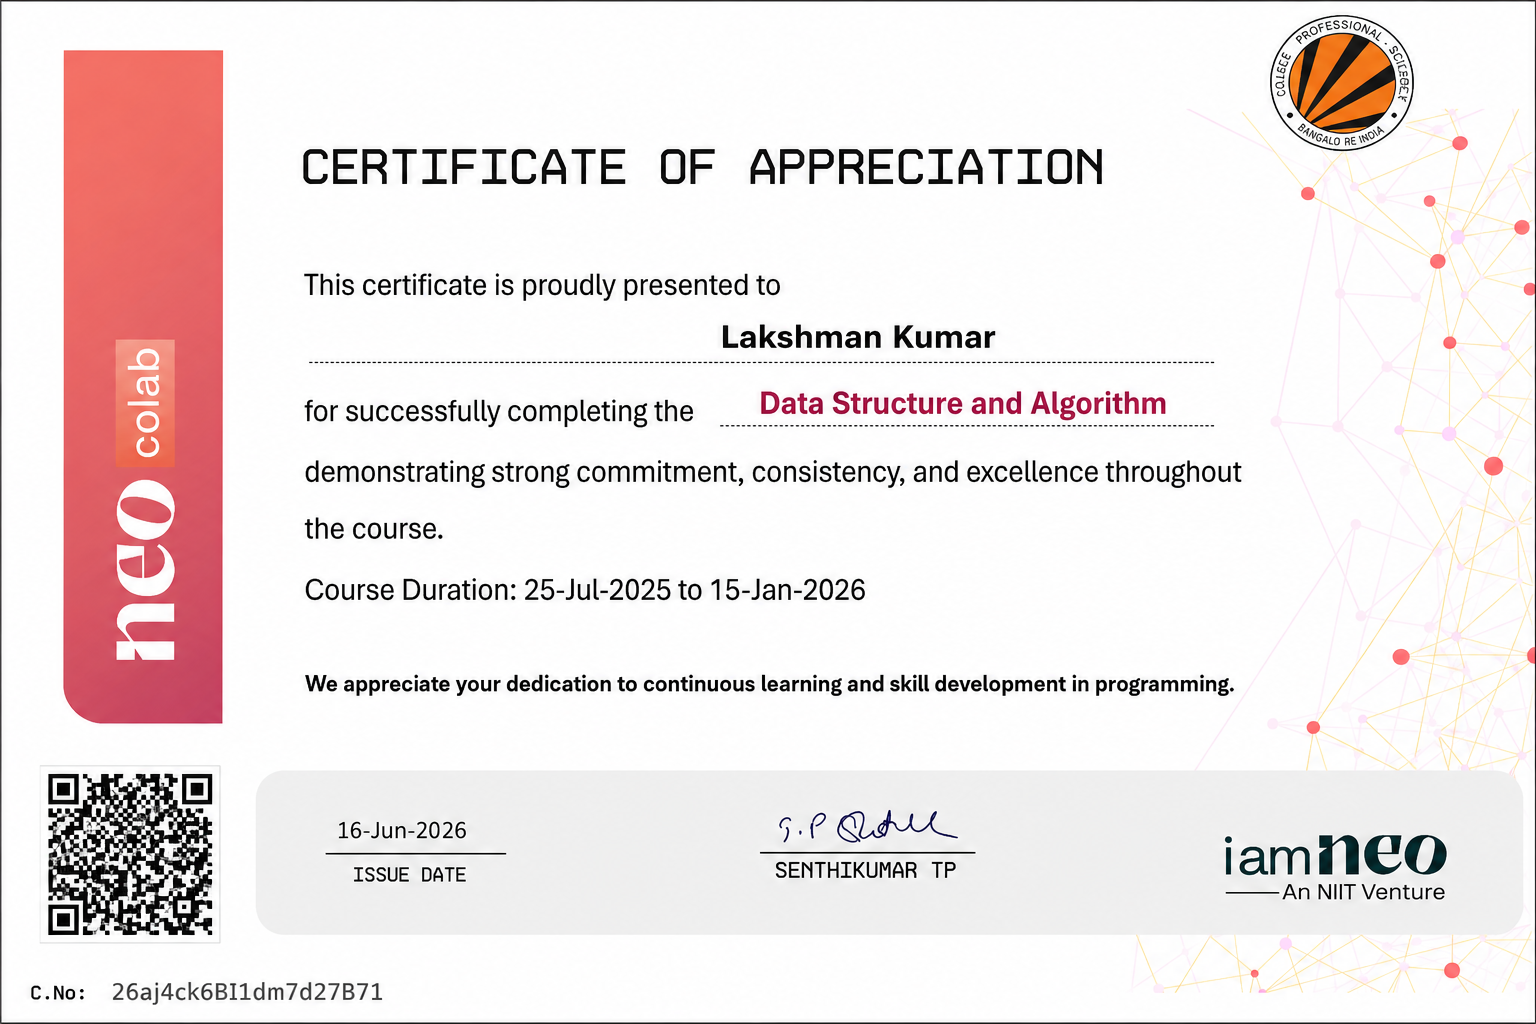 PROFESSIONAL
BANGALO RE INDIA
CERTIFICATE OF APPRECIATION
This certificate is proudly presented to
Lakshman Kumar
for successfully completing the Data Structure and Algorithm
demonstrating strong commitment, consistency, and excellence throughout
the course.
Course Duration: 25-Jul-2025 to 15-Jan-2026
We appreciate your dedication to continuous learning and skill development in programming.
neo colab
16-Jun-2026
ISSUE DATE
SENTHIKUMAR TP
iamneo
An NIIT Venture
C.No: 26aj4ck6BI1dm7d27B71